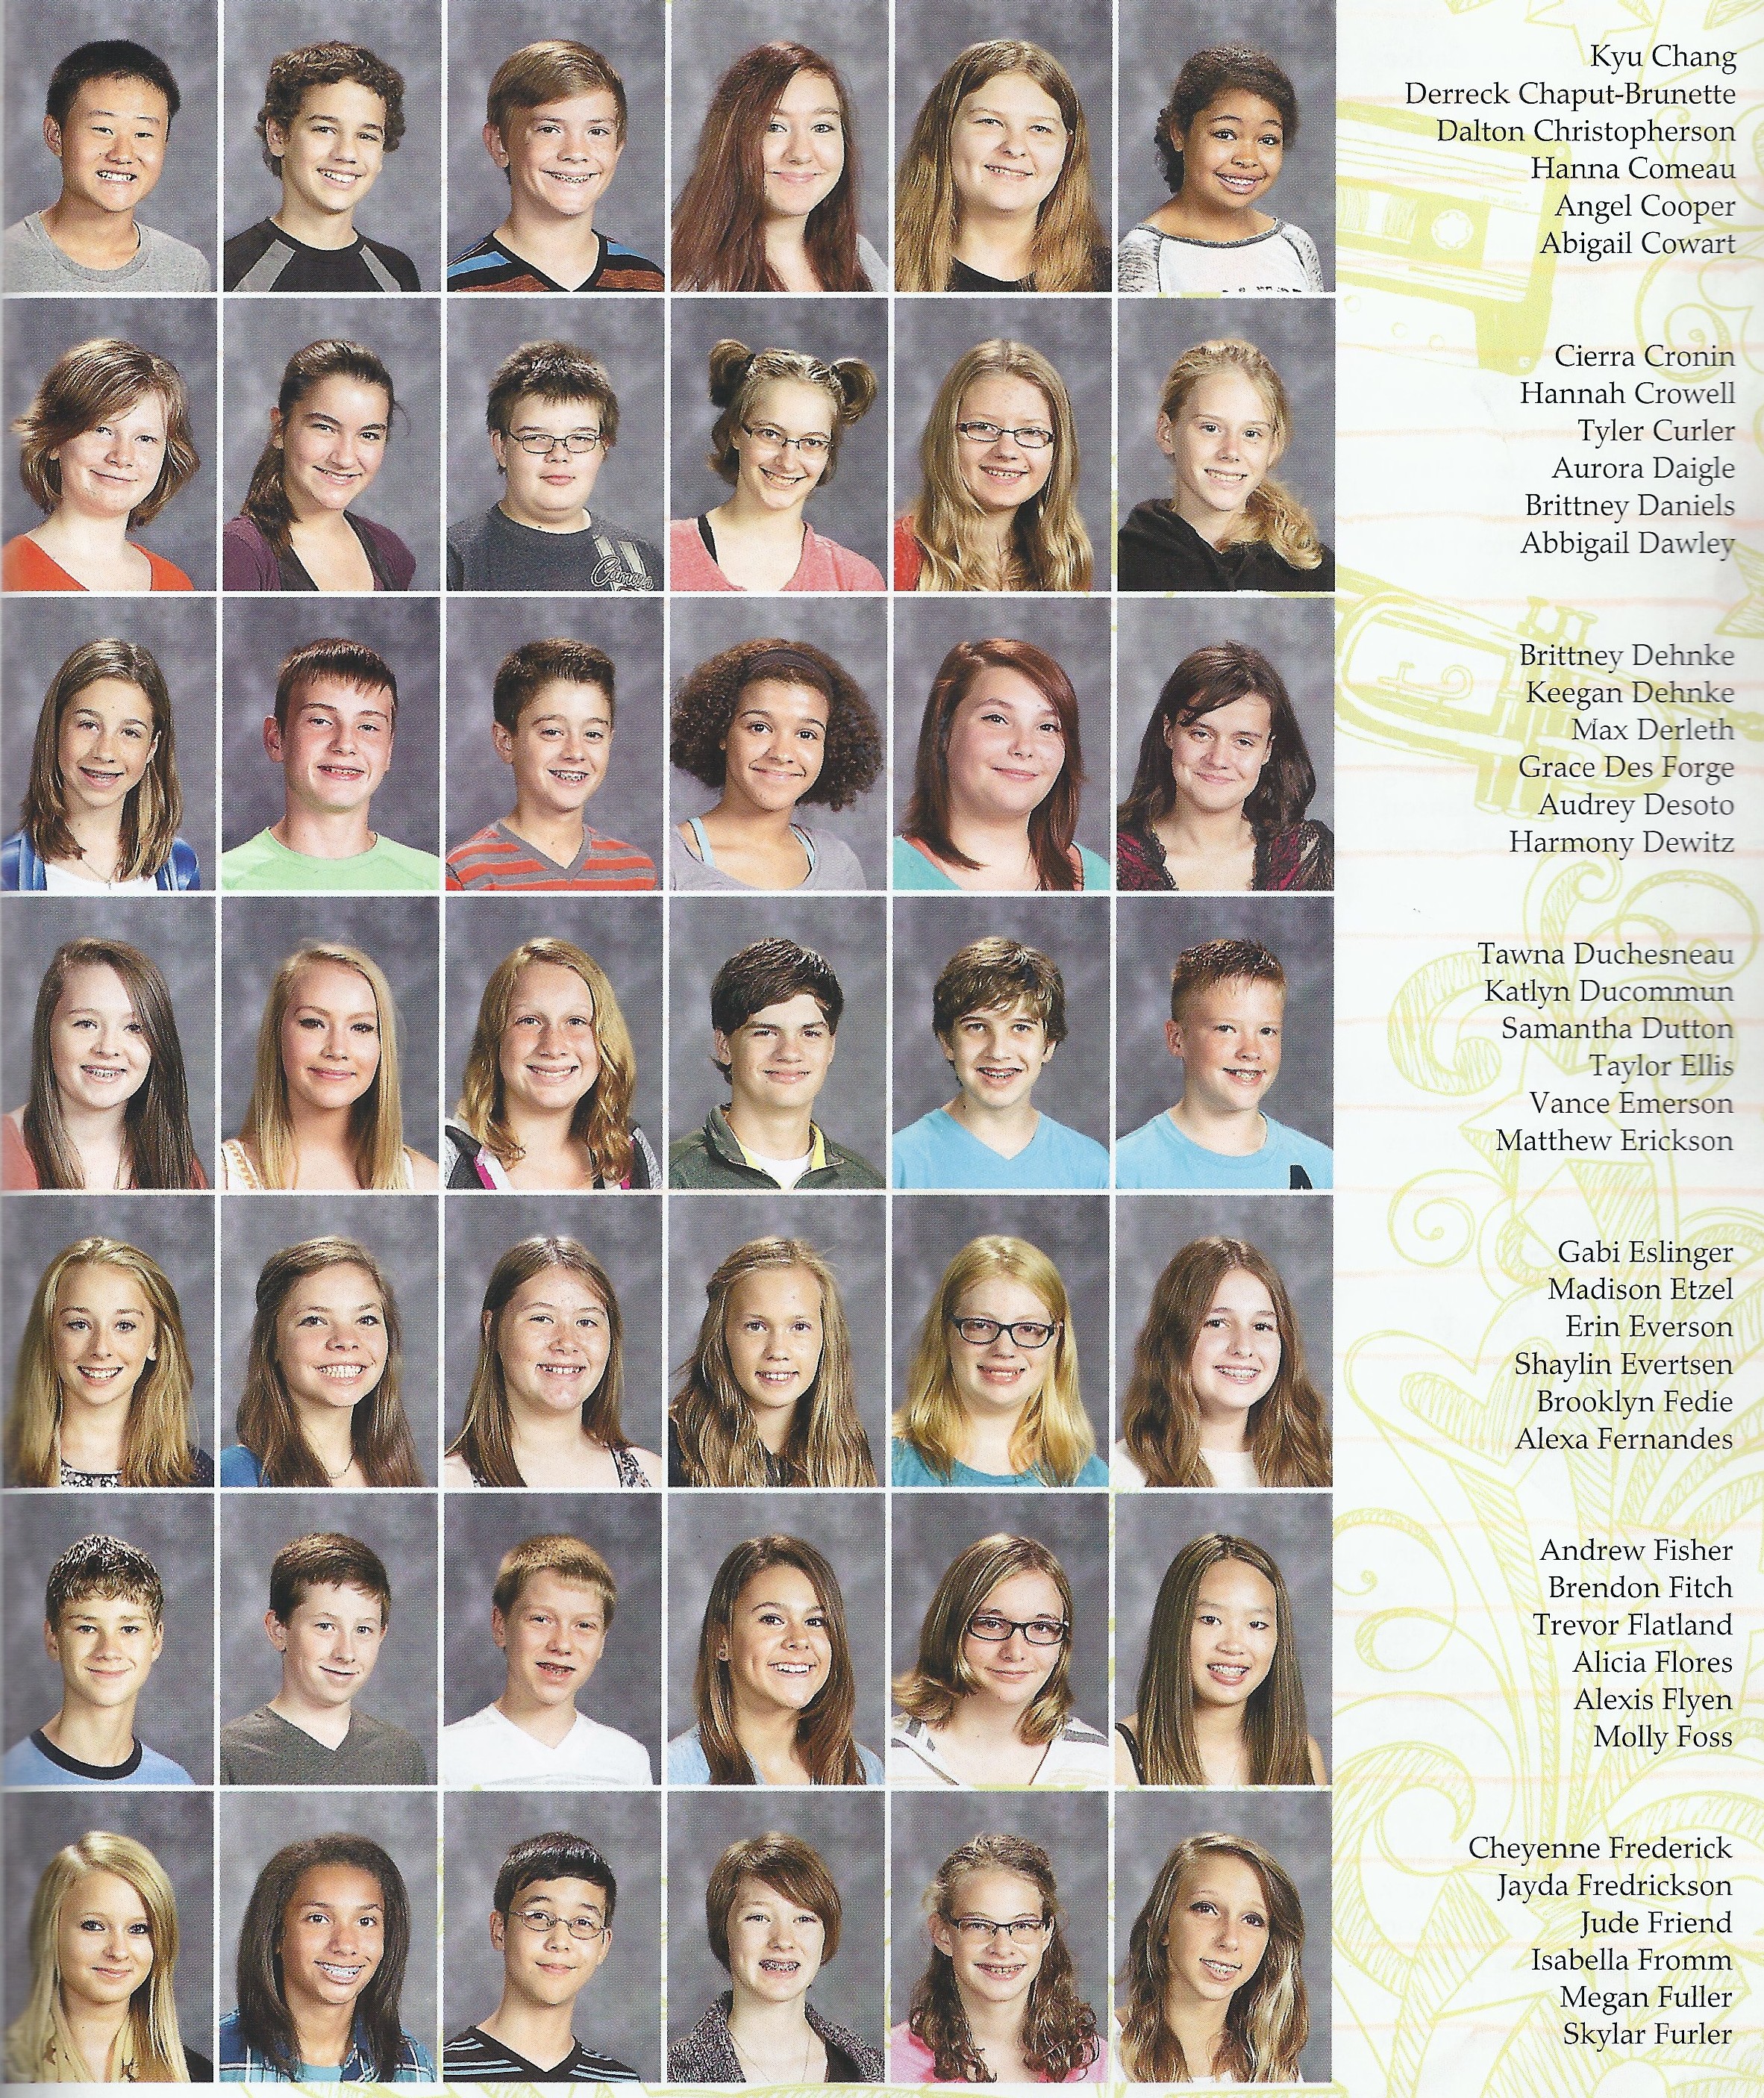 Kyu Chang
Derreck Chaput-Brunette
Dalton Christopherson
Hanna Comeau
Angel Cooper
Abigail Cowart
Cierra Cronin
Hannah Crowell
Tyler Curler
Aurora Daigle
Brittney Daniels
Abbigail Dawley
Brittney Dehnke
Keegan Dehnke
Max Derleth
Grace Des Forge
Audrey Desoto
Harmony Dewitz
Tawna Duchesneau
Katlyn Ducommun
Samantha Dutton
Taylor Ellis
Vance Emerson
Matthew Erickson
Gabi Eslinger
Madison Etzel
Erin Everson
Shaylin Evertsen
Brooklyn Fedie
Alexa Fernandes
Andrew Fisher
Brendon Fitch
Trevor Flatland
Alicia Flores
Alexis Flyen
Molly Foss
Cheyenne Frederick
Jayda Fredrickson
Jude Friend
Isabella Fromm
Megan Fuller
Skylar Furler